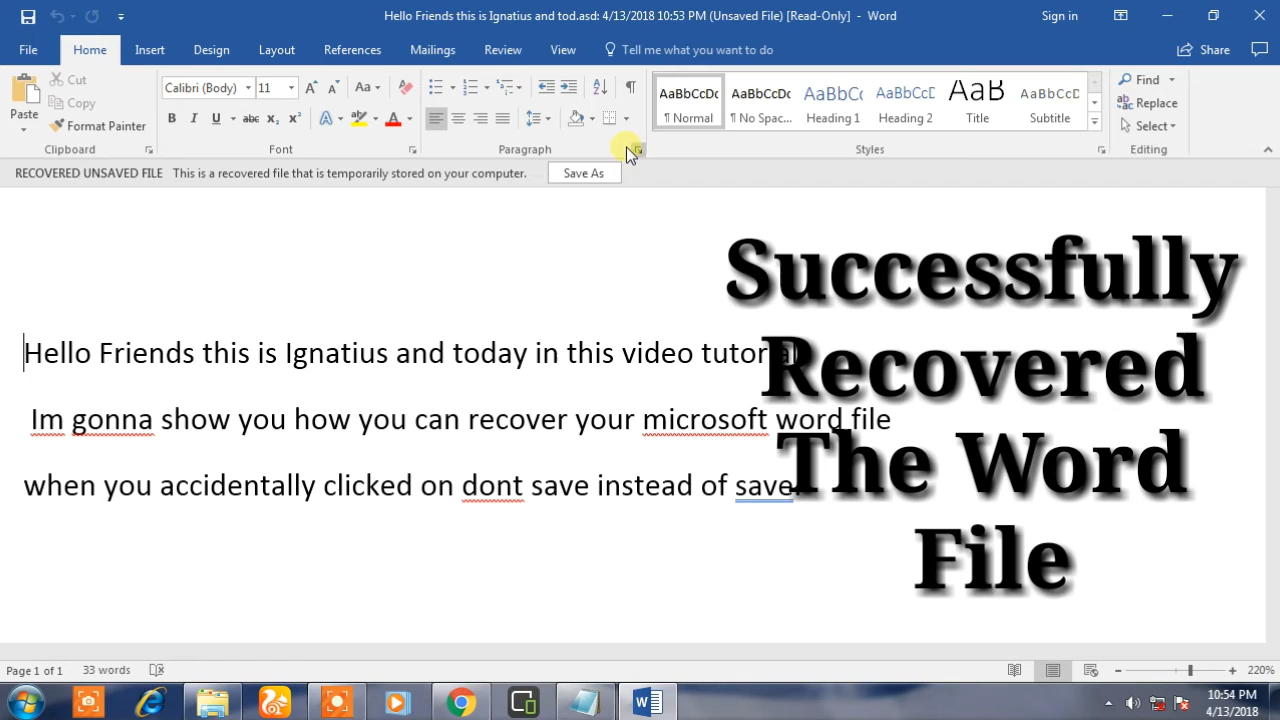 Hello Friends this is Ignatius and tod.asd: 4/13/2018 10:53 PM (Unsaved File) [Read-Only] - Word
Sign in
File Home Insert Design Layout References Mailings Review View Tell me what you want to do Share
Paste
Cut
Copy
Format Painter
Clipboard
Calibri (Body) 11
Aa
B I U abc x₂ x² A A
Font
Paragraph
AaBbCcDc AaBbCcDc AaBbCc AaBbCcD AaB AaBbCcD
¶ Normal ¶ No Spac... Heading 1 Heading 2 Title Subtitle
Styles
Find
Replace
Select
Editing
RECOVERED UNSAVED FILE This is a recovered file that is temporarily stored on your computer. Save As
Hello Friends this is Ignatius and today in this video tutorial
Im gonna show you how you can recover your microsoft word file
when you accidentally clicked on dont save instead of save.
Successfully
Recovered
The Word
File
Page 1 of 1 33 words 220%
10:54 PM
4/13/2018